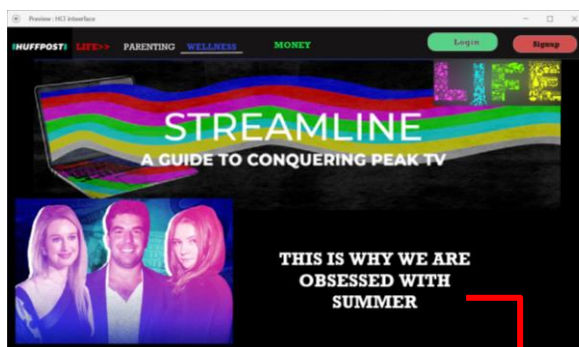 Preview : HCI inteerface
HUFFPOST LIFE>> PARENTING WELLNESS MONEY Login Signup
LIFE
STREAMLINE
A GUIDE TO CONQUERING PEAK TV
THIS IS WHY WE ARE
OBSESSED WITH
SUMMER